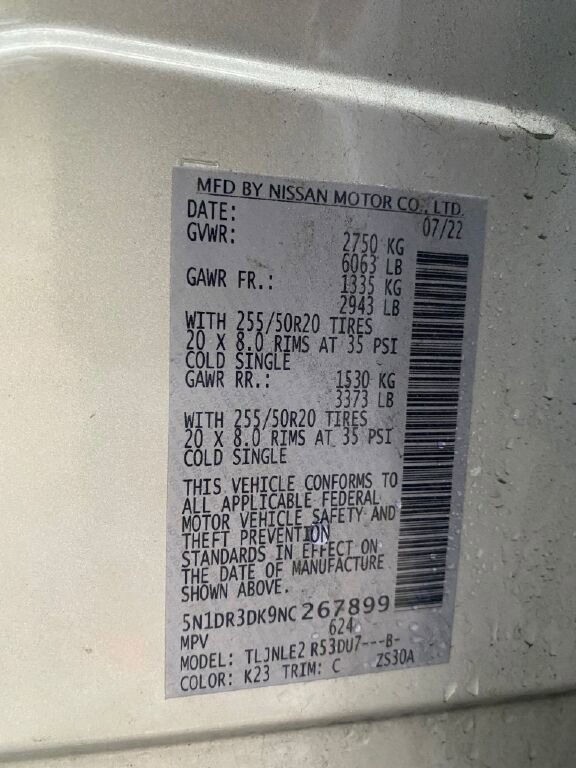 MFD BY NISSAN MOTOR CO., LTD.
DATE: 07/22
GVWR: 2750 KG
6063 LB
GAWR FR.: 1335 KG
2943 LB
WITH 255/50R20 TIRES
20 X 8.0 RIMS AT 35 PSI
COLD SINGLE
GAWR RR.: 1530 KG
3373 LB
WITH 255/50R20 TIRES
20 X 8.0 RIMS AT 35 PSI
COLD SINGLE
THIS VEHICLE CONFORMS TO
ALL APPLICABLE FEDERAL
MOTOR VEHICLE SAFETY AND
THEFT PREVENTION
STANDARDS IN EFFECT ON
THE DATE OF MANUFACTURE
SHOWN ABOVE.
5N1DR3DK9NC267899
MPV 624
MODEL: TLJNLE2 R53DU7---B-
COLOR: K23 TRIM: C ZS30A